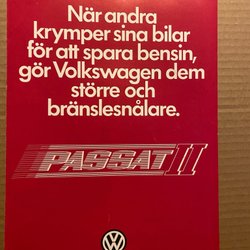 När andra
krymper sina bilar
för att spara bensin,
gör Volkswagen dem
större och
bränslesnålare.
PASSAT II
VW